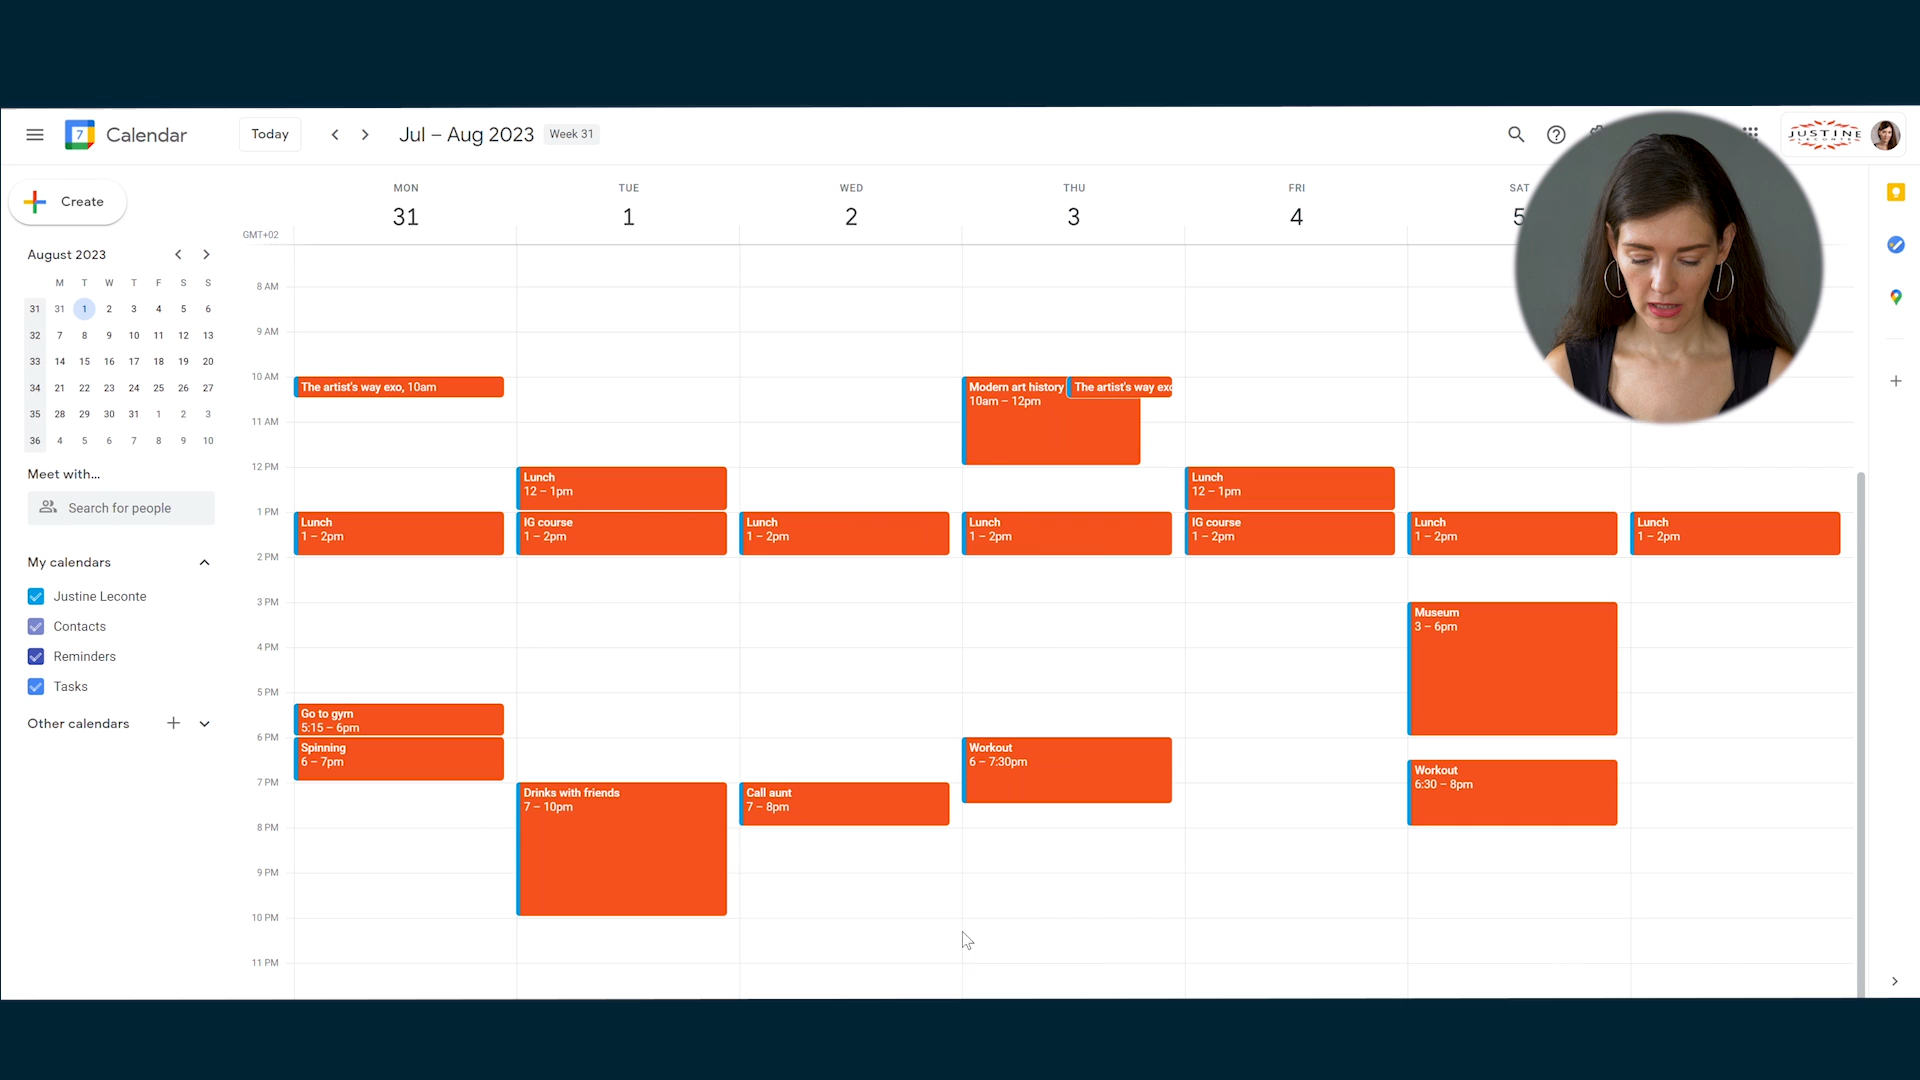 7 Calendar
Today
Jul – Aug 2023
Week 31
JUSTINE
Create
August 2023
M T W T F S S
31 31 1 2 3 4 5 6
32 7 8 9 10 11 12 13
33 14 15 16 17 18 19 20
34 21 22 23 24 25 26 27
35 28 29 30 31 1 2 3
36 4 5 6 7 8 9 10
Meet with...
Search for people
My calendars
Justine Leconte
Contacts
Reminders
Tasks
Other calendars
GMT+02
MON TUE WED THU FRI SAT
31 1 2 3 4 5
8 AM
9 AM
10 AM
11 AM
12 PM
1 PM
2 PM
3 PM
4 PM
5 PM
6 PM
7 PM
8 PM
9 PM
10 PM
11 PM
The artist's way exo, 10am
Lunch
1 – 2pm
Go to gym
5:15 – 6pm
Spinning
6 – 7pm
Lunch
12 – 1pm
IG course
1 – 2pm
Drinks with friends
7 – 10pm
Lunch
1 – 2pm
Call aunt
7 – 8pm
Modern art history
10am – 12pm
The artist's way exo
Lunch
1 – 2pm
Workout
6 – 7:30pm
Lunch
12 – 1pm
IG course
1 – 2pm
Lunch
1 – 2pm
Museum
3 – 6pm
Workout
6:30 – 8pm
Lunch
1 – 2pm